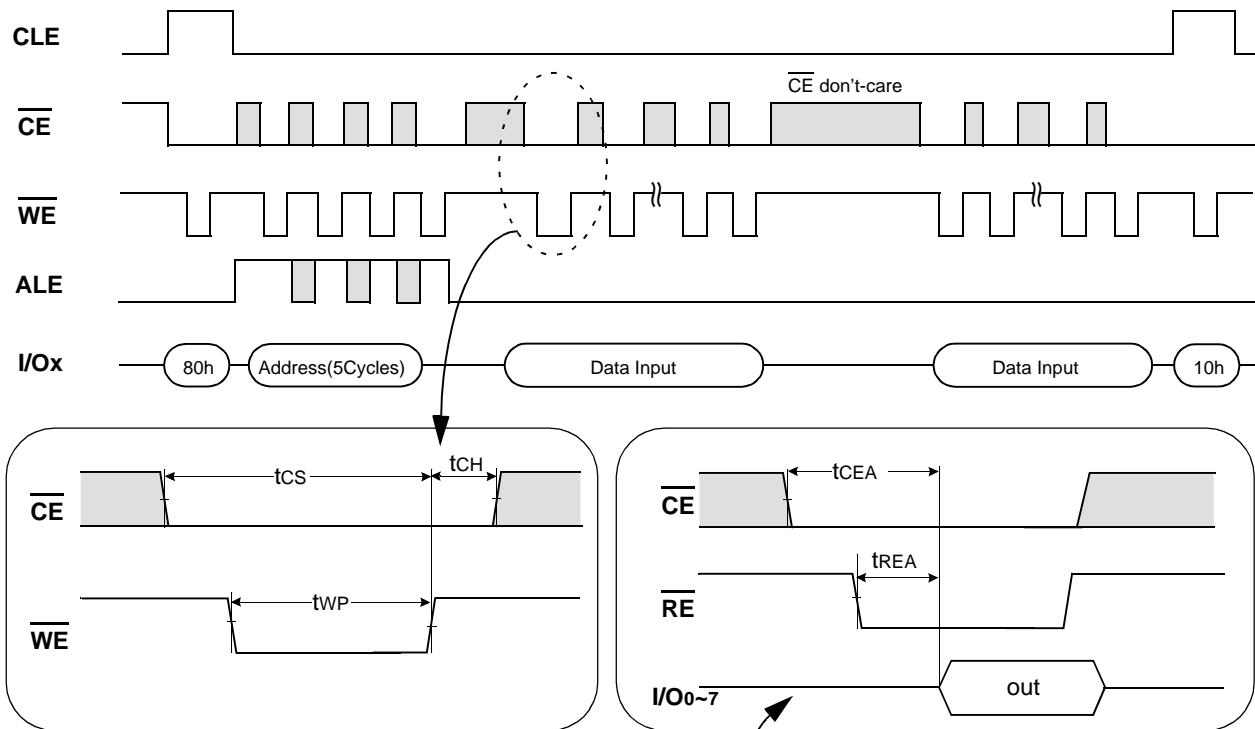 CLE
CE don't-care
CE
WE
ALE
I/Ox 80h Address(5Cycles) Data Input Data Input 10h
tCS tCH
CE
tWP
WE
tCEA
CE
tREA
RE
I/O0~7 out